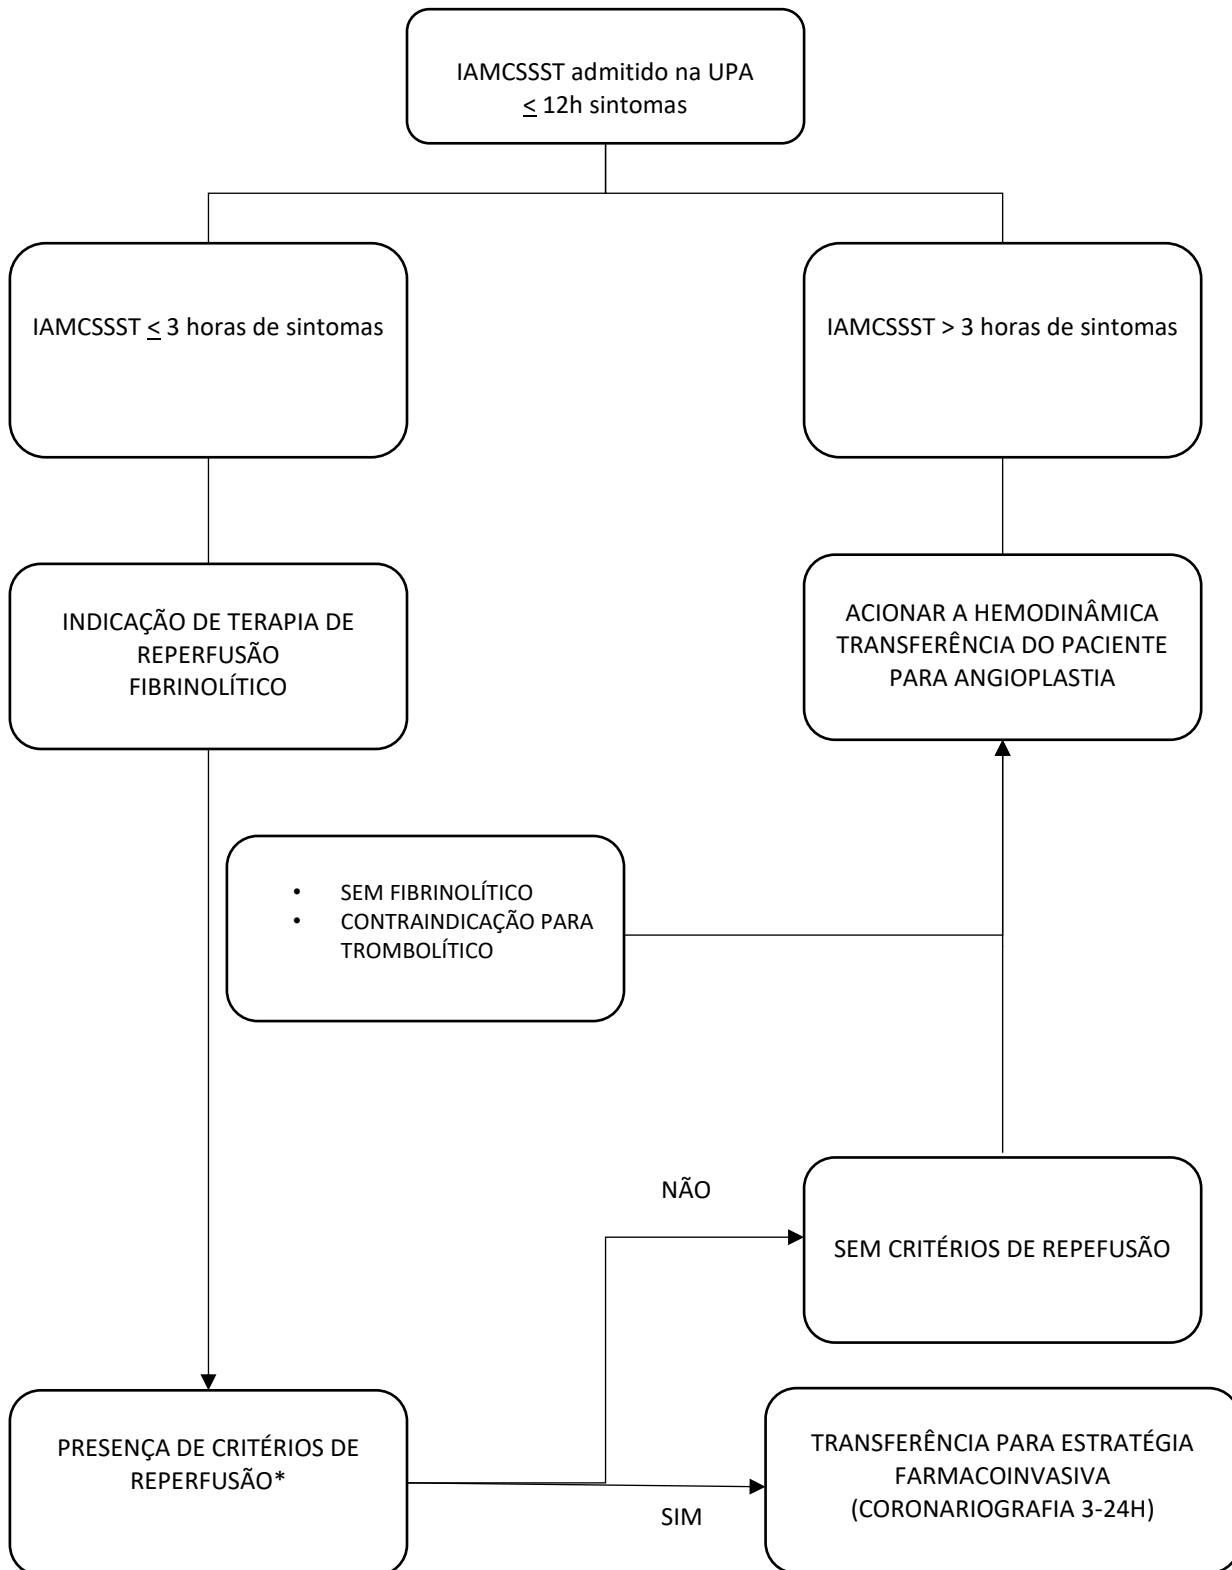 IAMCSSST admitido na UPA
≤ 12h sintomas
IAMCSSST ≤ 3 horas de sintomas
IAMCSSST > 3 horas de sintomas
INDICAÇÃO DE TERAPIA DE
REPERFUSÃO
FIBRINOLÍTICO
ACIONAR A HEMODINÂMICA
TRANSFERÊNCIA DO PACIENTE
PARA ANGIOPLASTIA
• SEM FIBRINOLÍTICO
• CONTRAINDICAÇÃO PARA
TROMBOLÍTICO
NÃO
SEM CRITÉRIOS DE REPEFUSÃO
PRESENÇA DE CRITÉRIOS DE
REPERFUSÃO*
SIM
TRANSFERÊNCIA PARA ESTRATÉGIA
FARMACOINVASIVA
(CORONARIOGRAFIA 3-24H)